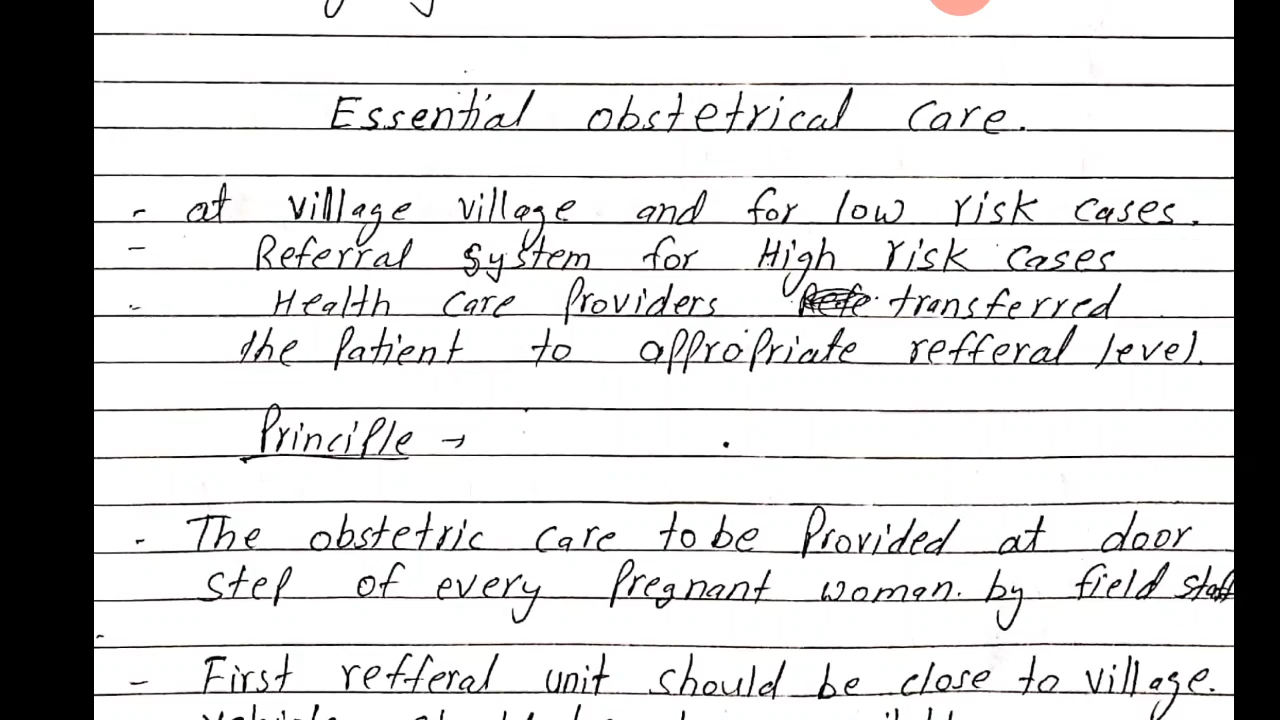 Essential obstetrical care.
- at village village and for low risk cases.
- Referral system for High risk cases
- Health care Providers transferred
the Patient to appropriate refferal level.
Principle →
- The obstetric care to be Provided at door
step of every Pregnant woman. by field staff
- First refferal unit should be close to village.